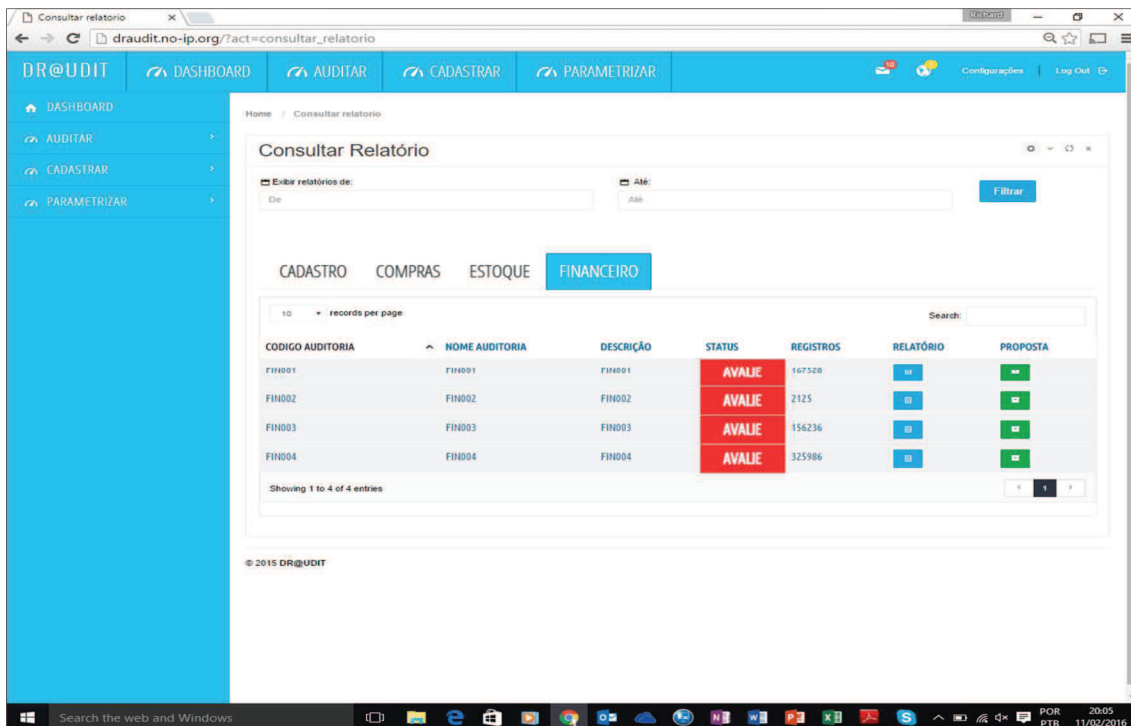 Consultar relatorio
Richard
draudit.no-ip.org/?act=consultar_relatorio
DR@UDIT DASHBOARD AUDITAR CADASTRAR PARAMETRIZAR 10 Configurações | Log Out
DASHBOARD
AUDITAR
CADASTRAR
PARAMETRIZAR
Home / Consultar relatorio
Consultar Relatório
Exibir relatórios de: Até:
De Até
Filtrar
CADASTRO COMPRAS ESTOQUE FINANCEIRO
10 records per page Search:
CODIGO AUDITORIA NOME AUDITORIA DESCRIÇÃO STATUS REGISTROS RELATÓRIO PROPOSTA
FIN001 FIN001 FIN001 AVALIE 167520
FIN002 FIN002 FIN002 AVALIE 2125
FIN003 FIN003 FIN003 AVALIE 156236
FIN004 FIN004 FIN004 AVALIE 325986
Showing 1 to 4 of 4 entries 1
© 2015 DR@UDIT
Search the web and Windows POR 20:05
PTB 11/02/2016